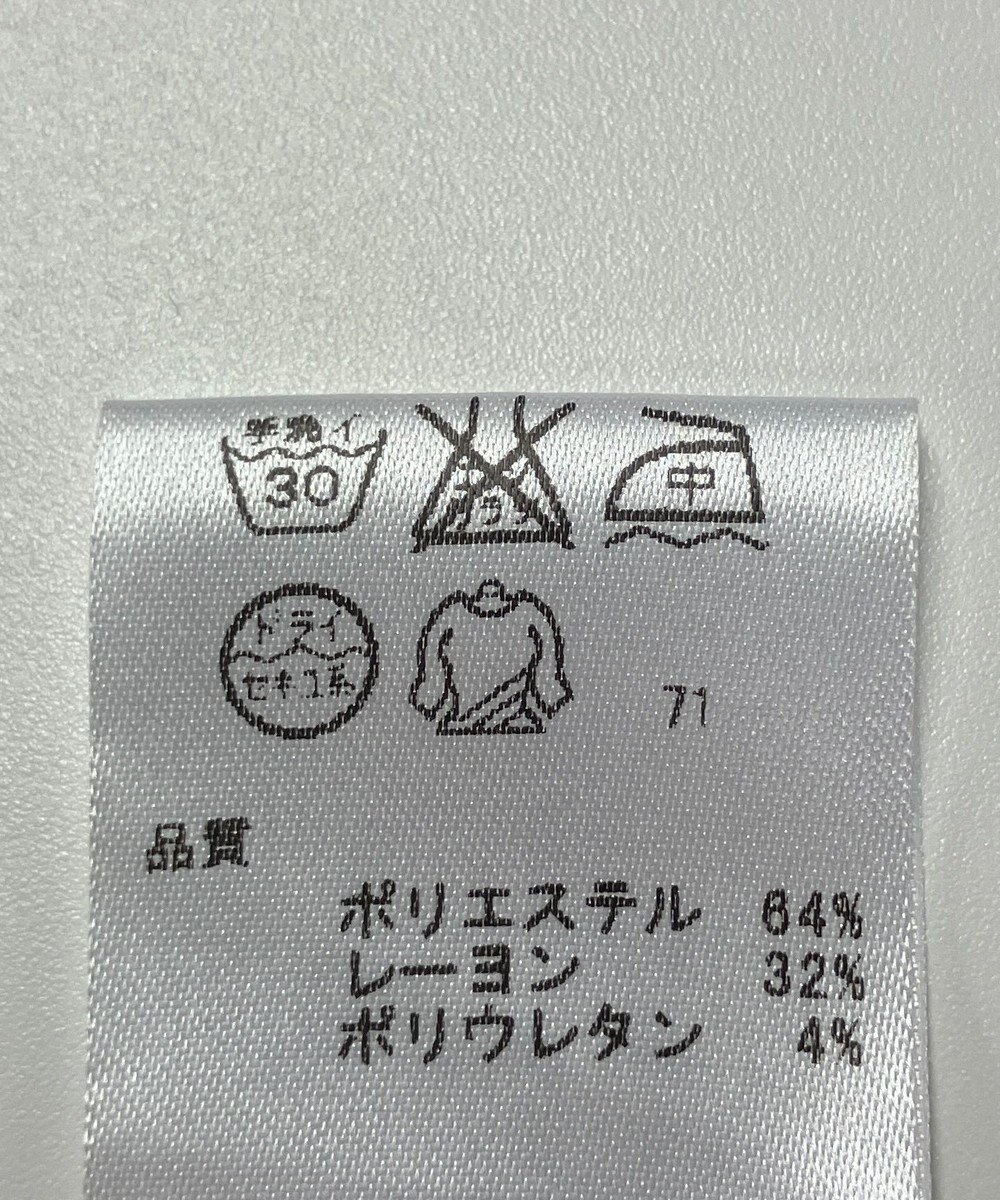 手洗イ
30
中
ドライ
セキユ系
71
品質
ポリエステル 64%
レーヨン 32%
ポリウレタン 4%